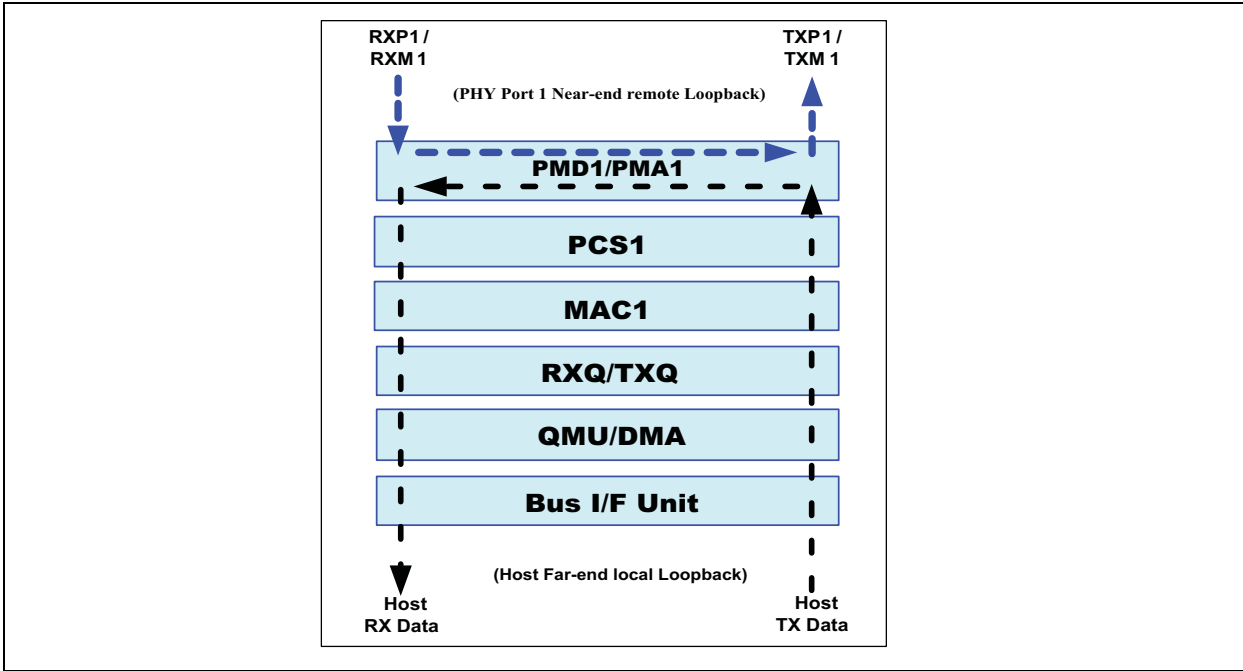 RXP1 /
RXM 1
TXP1 /
TXM 1
(PHY Port 1 Near-end remote Loopback)
PMD1/PMA1
PCS1
MAC1
RXQ/TXQ
QMU/DMA
Bus I/F Unit
(Host Far-end local Loopback)
Host
RX Data
Host
TX Data